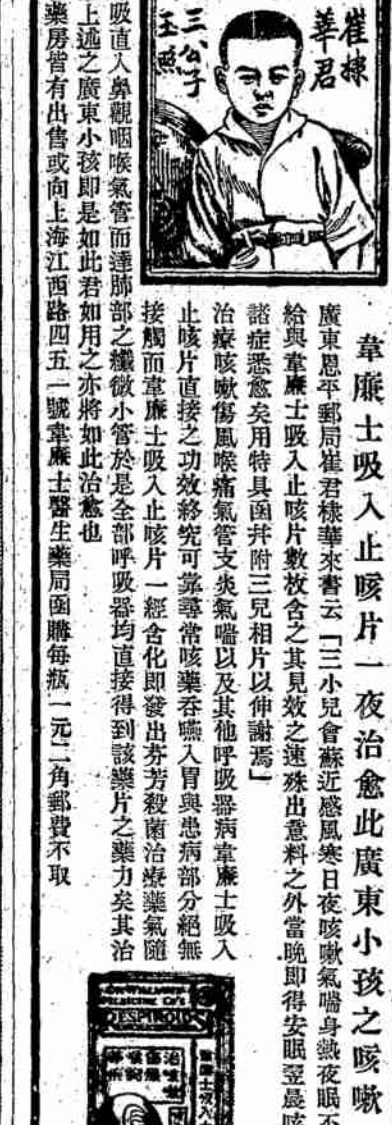 崔棣
華君
三公子
玉照
韋廉士吸入止咳片一夜治愈此廣東小孩之咳嗽
廣東恩平郵局崔君棣華來書云「三小兒會蘇近感風寒日夜咳嗽氣喘身熱夜眠不
給與韋廉士吸入止咳片數枚含之其見效之速殊出意料之外當晚即得安眠翌晨咳
諸症悉愈矣用特具函幷附三兒相片以伸謝焉」
治療咳嗽傷風喉痛氣管支炎氣喘以及其他呼吸器病韋廉士吸入
止咳片直接之功效終究可靠尋常咳藥吞嚥入胃與患病部分絕無
接觸而韋廉士吸入止咳片一經含化即發出芬芳殺菌治療藥氣隨
吸直入鼻觀咽喉氣管而達肺部之纖微小管於是全部呼吸器均直接得到該藥片之藥力矣其治
上述之廣東小孩即是如此君如用之亦將如此治愈也
藥房皆有出售或向上海江西路四五一號韋廉士醫生藥局函購每瓶一元二角郵費不取
DR. WILLIAMS
MEDICINE Co's
RESPIROIDS
韋廉士吸入